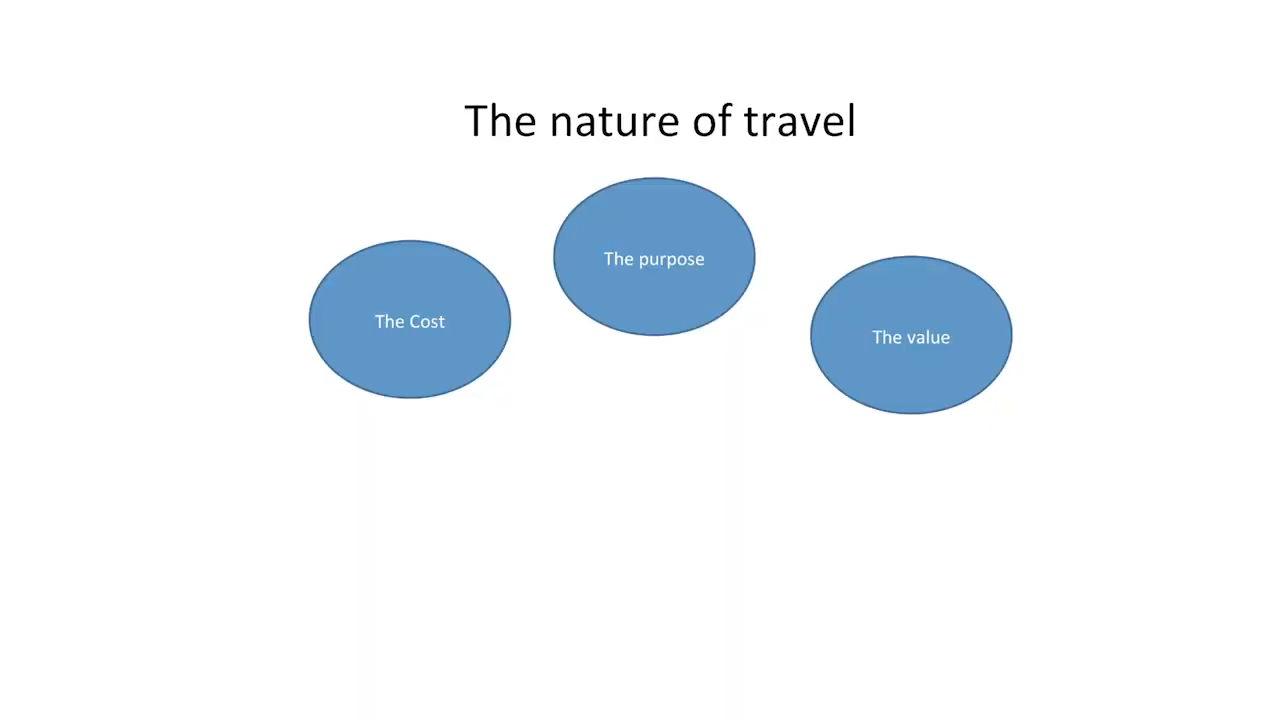 The nature of travel
The Cost
The purpose
The value